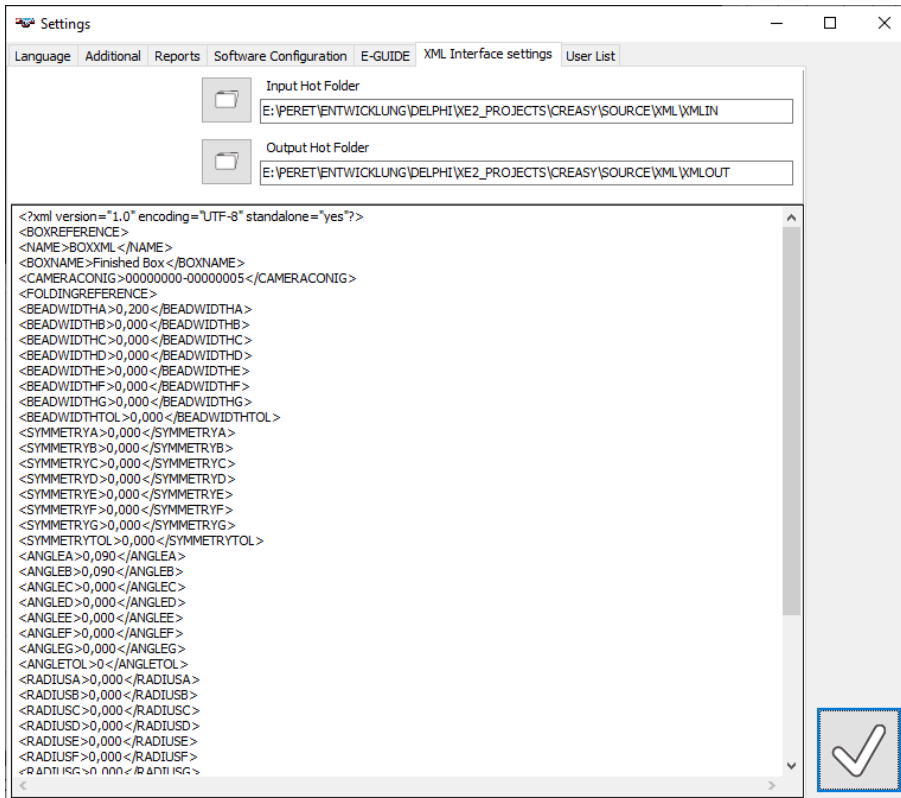 Settings
Language Additional Reports Software Configuration E-GUIDE XML Interface settings User List
Input Hot Folder
E:\PERET\ENTWICKLUNG\DELPHI\XE2_PROJECTS\CREASY\SOURCE\XML\XMLIN
Output Hot Folder
E:\PERET\ENTWICKLUNG\DELPHI\XE2_PROJECTS\CREASY\SOURCE\XML\XMLOUT
<?xml version="1.0" encoding="UTF-8" standalone="yes"?>
<BOXREFERENCE>
<NAME>BOXXML</NAME>
<BOXNAME>Finished Box</BOXNAME>
<CAMERACONIG>00000000-00000005</CAMERACONIG>
<FOLDINGREFERENCE>
<BEADWIDTHA>0,200</BEADWIDTHA>
<BEADWIDTHB>0,000</BEADWIDTHB>
<BEADWIDTHC>0,000</BEADWIDTHC>
<BEADWIDTHD>0,000</BEADWIDTHD>
<BEADWIDTHE>0,000</BEADWIDTHE>
<BEADWIDTHF>0,000</BEADWIDTHF>
<BEADWIDTHG>0,000</BEADWIDTHG>
<BEADWIDTHTOL>0,000</BEADWIDTHTOL>
<SYMMETRYA>0,000</SYMMETRYA>
<SYMMETRYB>0,000</SYMMETRYB>
<SYMMETRYC>0,000</SYMMETRYC>
<SYMMETRYD>0,000</SYMMETRYD>
<SYMMETRYE>0,000</SYMMETRYE>
<SYMMETRYF>0,000</SYMMETRYF>
<SYMMETRYG>0,000</SYMMETRYG>
<SYMMETRYTOL>0,000</SYMMETRYTOL>
<ANGLEA>0,090</ANGLEA>
<ANGLEB>0,090</ANGLEB>
<ANGLEC>0,000</ANGLEC>
<ANGLED>0,000</ANGLED>
<ANGLEE>0,000</ANGLEE>
<ANGLEF>0,000</ANGLEF>
<ANGLEG>0,000</ANGLEG>
<ANGLETOL>0</ANGLETOL>
<RADIUSA>0,000</RADIUSA>
<RADIUSB>0,000</RADIUSB>
<RADIUSC>0,000</RADIUSC>
<RADIUSD>0,000</RADIUSD>
<RADIUSE>0,000</RADIUSE>
<RADIUSF>0,000</RADIUSF>
<RADIUSG>0,000</RADIUSG>